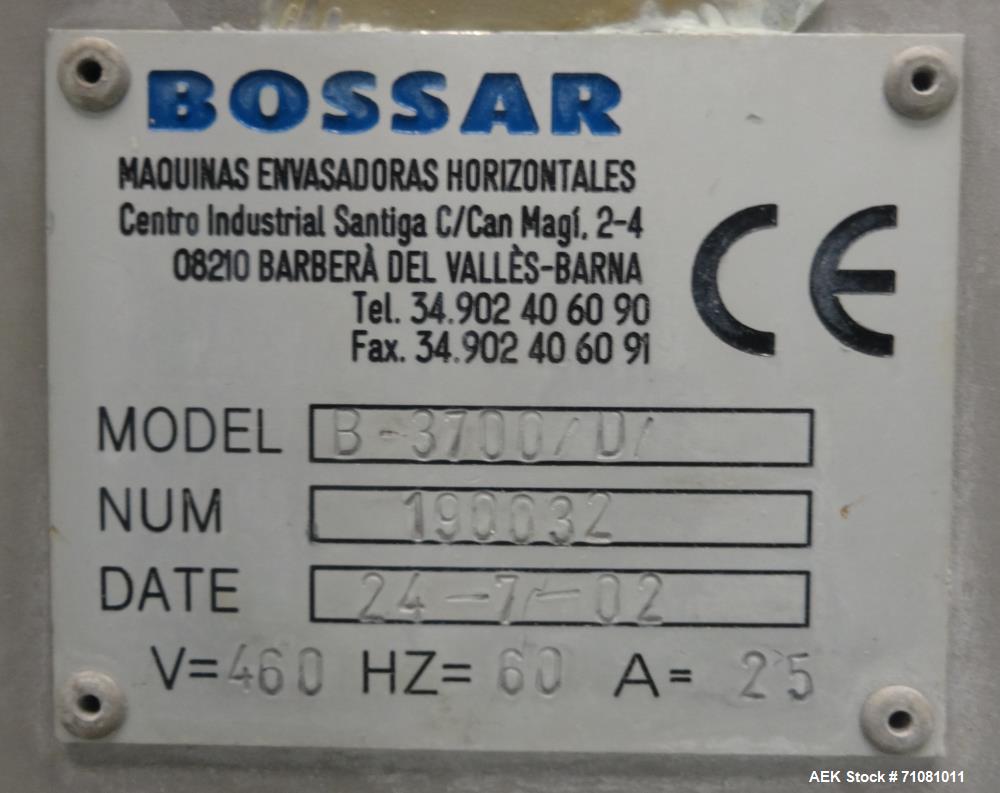 BOSSAR
MAQUINAS ENVASADORAS HORIZONTALES
Centro Industrial Santiga C/Can Magí, 2-4
08210 BARBERÀ DEL VALLÈS-BARNA
Tel. 34.902 40 60 90
Fax. 34.902 40 60 91
CE
MODEL B-3700/D/
NUM 190032
DATE 24-7-02
V=460 HZ=60 A=25
AEK Stock # 71081011